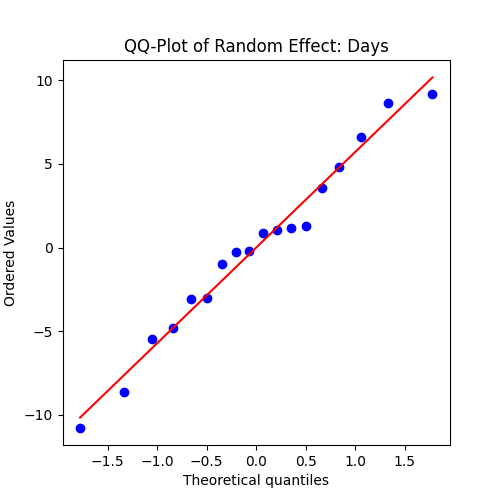 QQ-Plot of Random Effect: Days
10
5
0
−5
−10
Ordered Values
−1.5 −1.0 −0.5 0.0 0.5 1.0 1.5
Theoretical quantiles